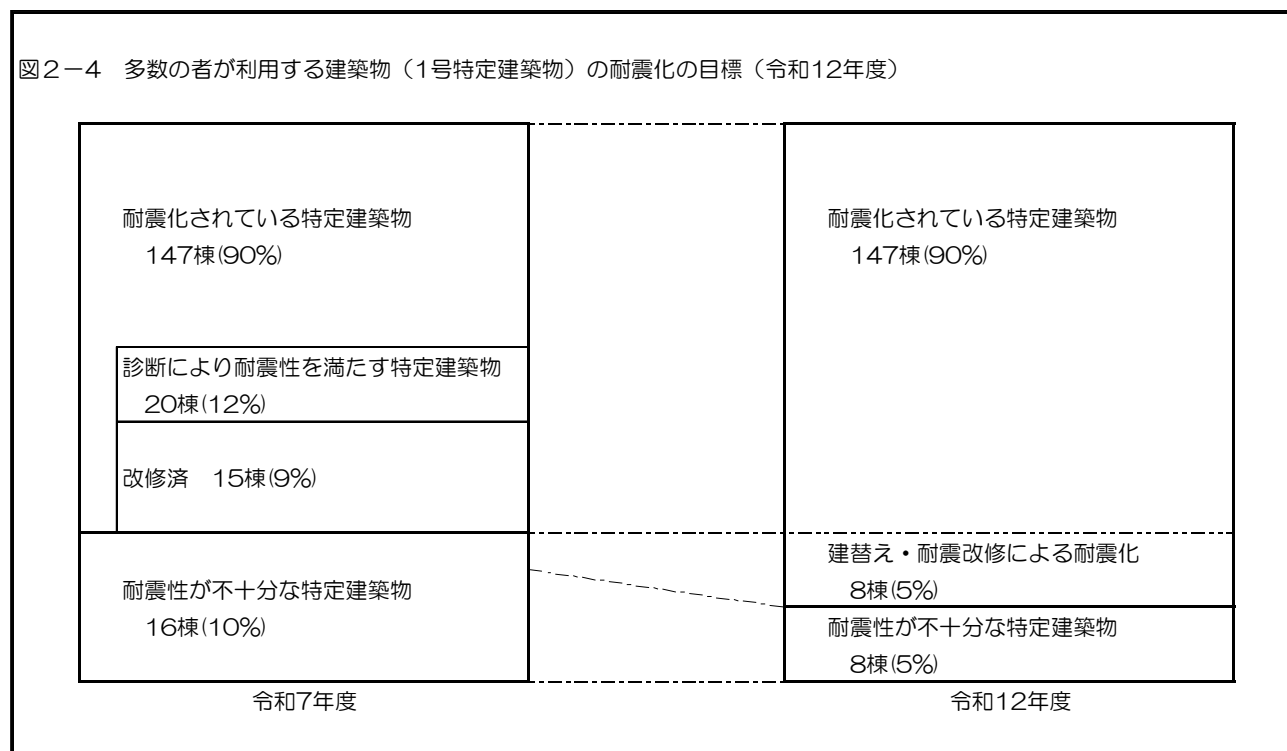 図2－4　多数の者が利用する建築物（1号特定建築物）の耐震化の目標（令和12年度）
耐震化されている特定建築物
147棟(90%)
診断により耐震性を満たす特定建築物
20棟(12%)
改修済　15棟(9%)
耐震性が不十分な特定建築物
16棟(10%)
令和7年度
耐震化されている特定建築物
147棟(90%)
建替え・耐震改修による耐震化
8棟(5%)
耐震性が不十分な特定建築物
8棟(5%)
令和12年度